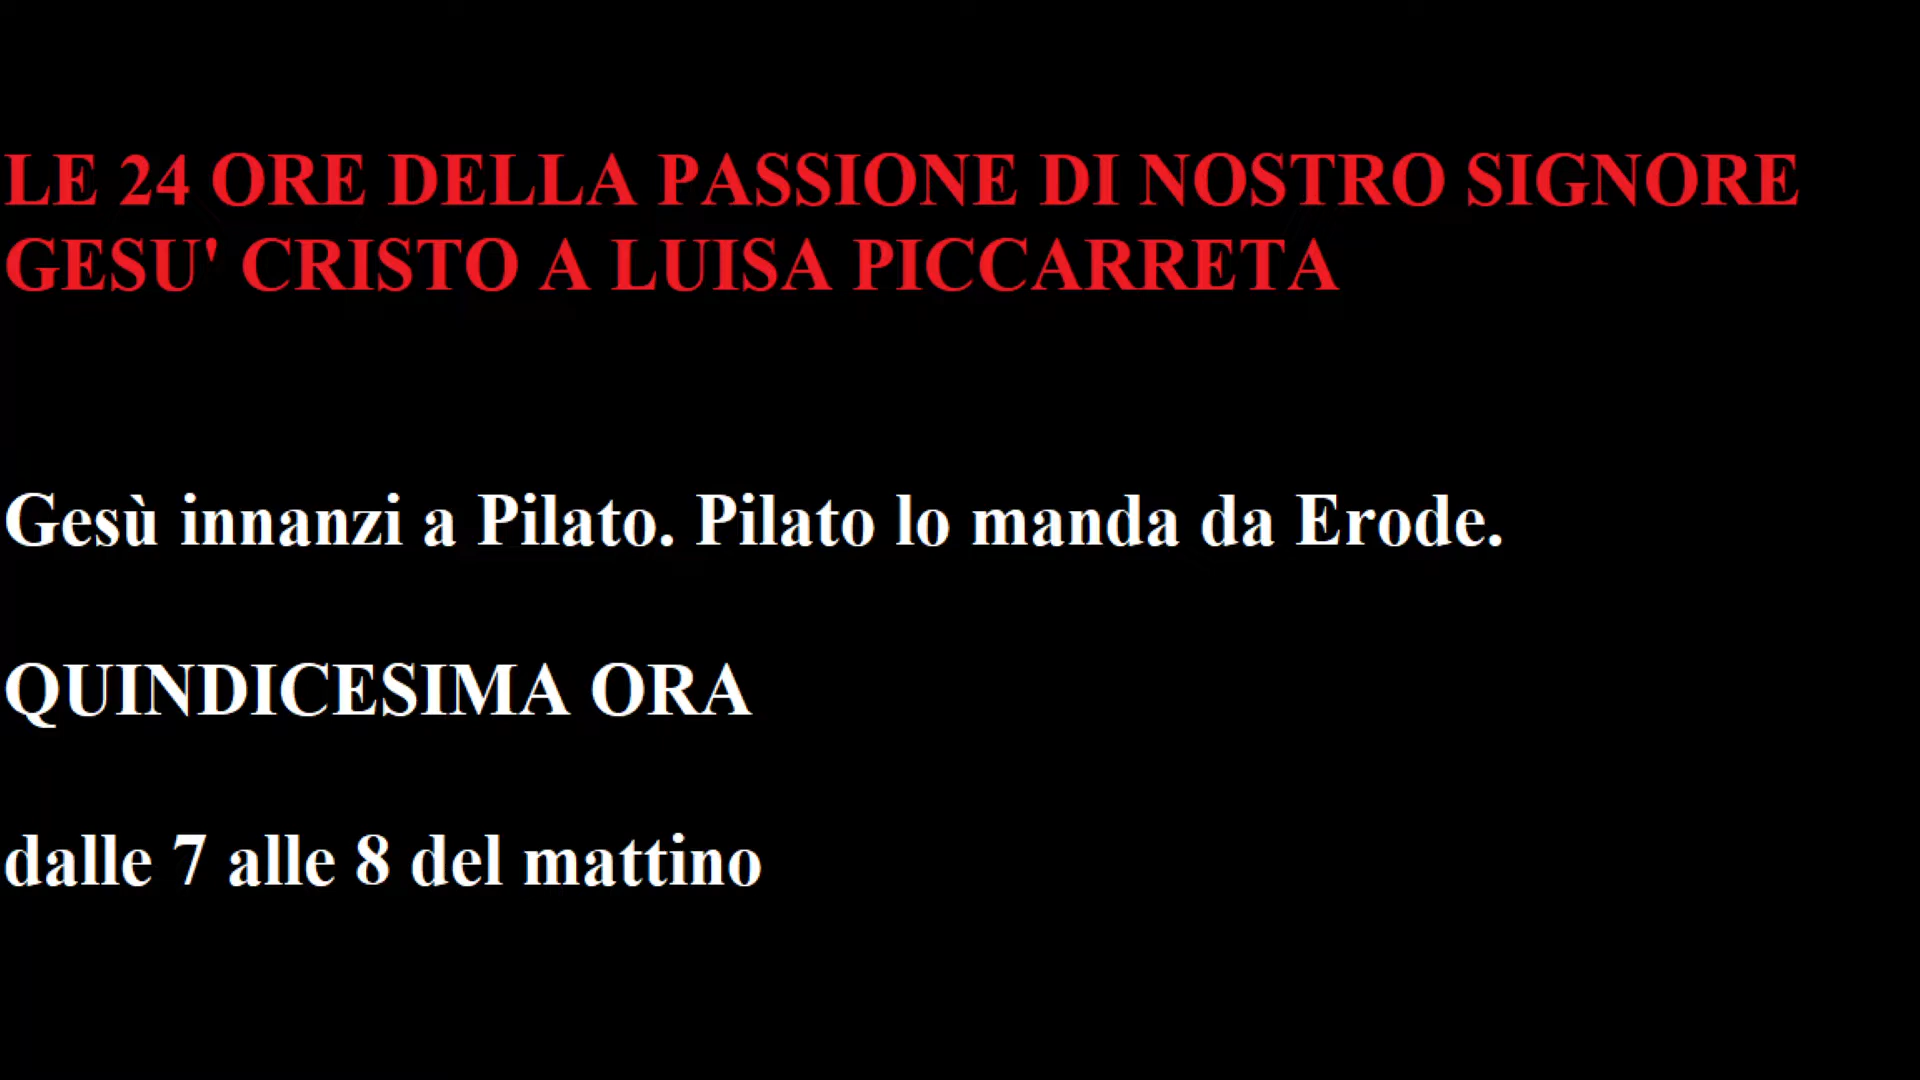 LE 24 ORE DELLA PASSIONE DI NOSTRO SIGNORE
GESU' CRISTO A LUISA PICCARRETA
Gesù innanzi a Pilato. Pilato lo manda da Erode.
QUINDICESIMA ORA
dalle 7 alle 8 del mattino